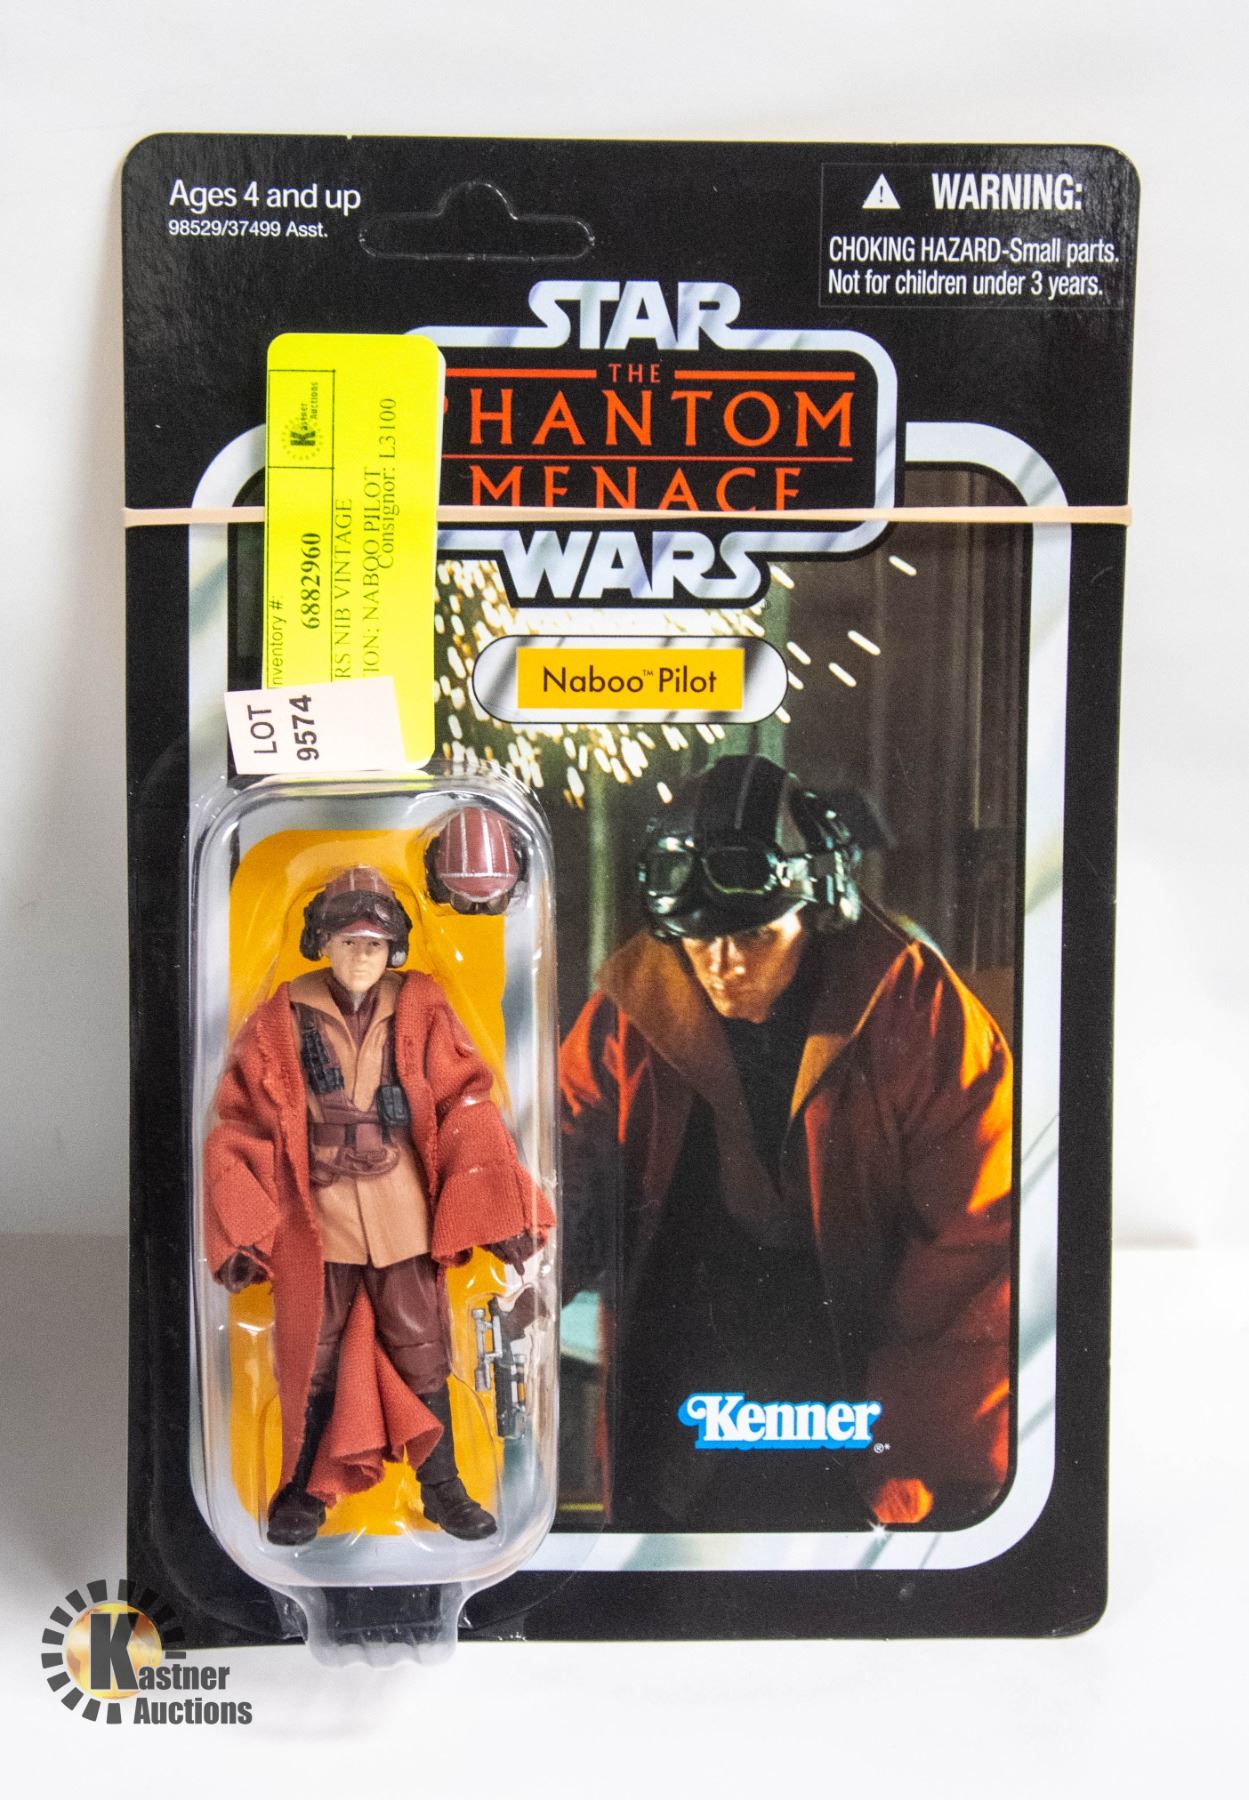 Ages 4 and up
98529/37499 Asst.
WARNING:
CHOKING HAZARD-Small parts.
Not for children under 3 years.
STAR
THE
PHANTOM
MENACE
WARS
Naboo™ Pilot
Kastner
Auctions
Inventory #:
6882960
RS NIB VINTAGE
ION: NABOO PILOT
Consignor: L3100
LOT
9574
Kenner
®*
Kastner
Auctions